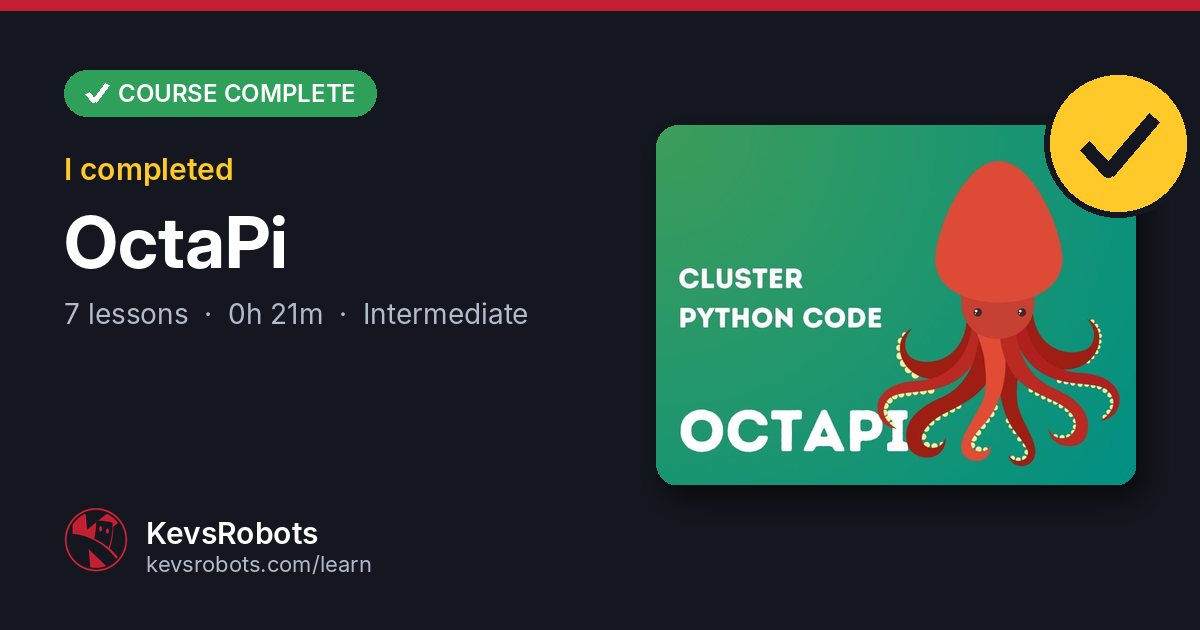 COURSE COMPLETE
I completed
OctaPi
7 lessons · 0h 21m · Intermediate
CLUSTER
PYTHON CODE
OCTAPI
KevsRobots
kevsrobots.com/learn